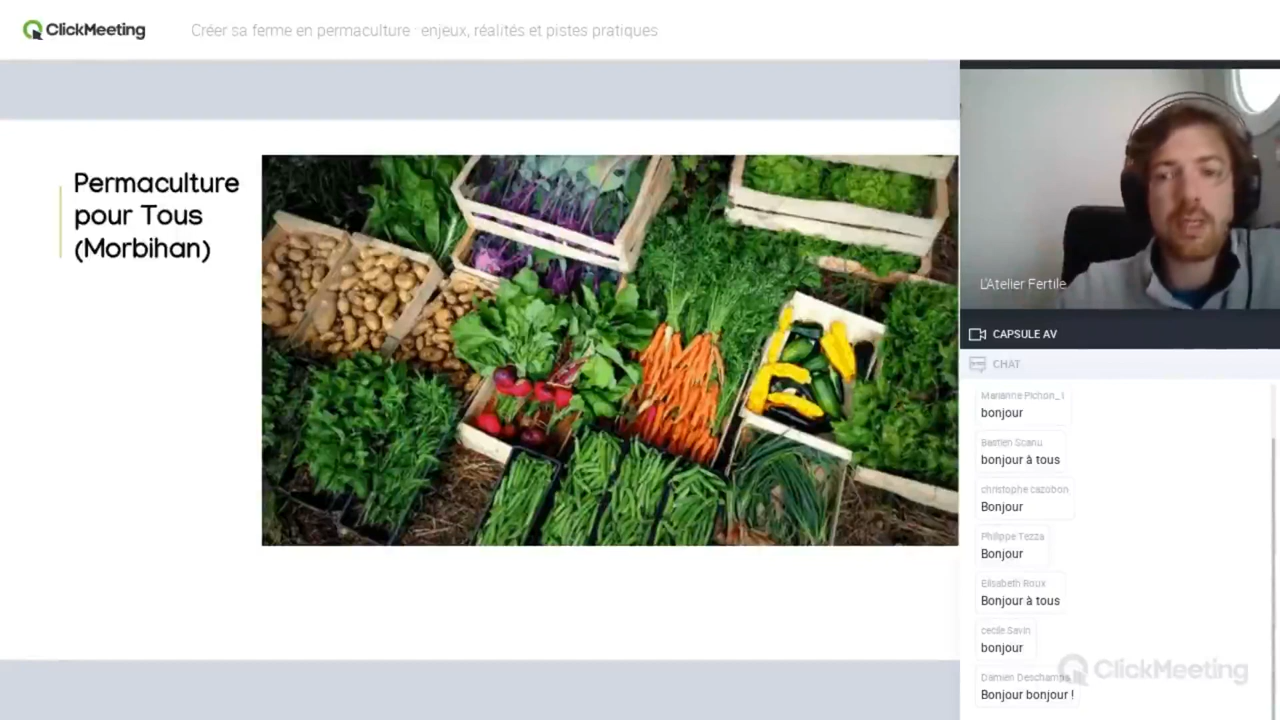 ClickMeeting
Créer sa ferme en permaculture : enjeux, réalités et pistes pratiques
Permaculture
pour Tous
(Morbihan)
L'Atelier Fertile
CAPSULE AV
CHAT
bonjour
Bastien Scanu
bonjour à tous
christophe cazobon
Bonjour
Philippe Tezza
Bonjour
Elisabeth Roux
Bonjour à tous
cecile Savin
bonjour
Damien Deschamps
Bonjour bonjour !
ClickMeeting